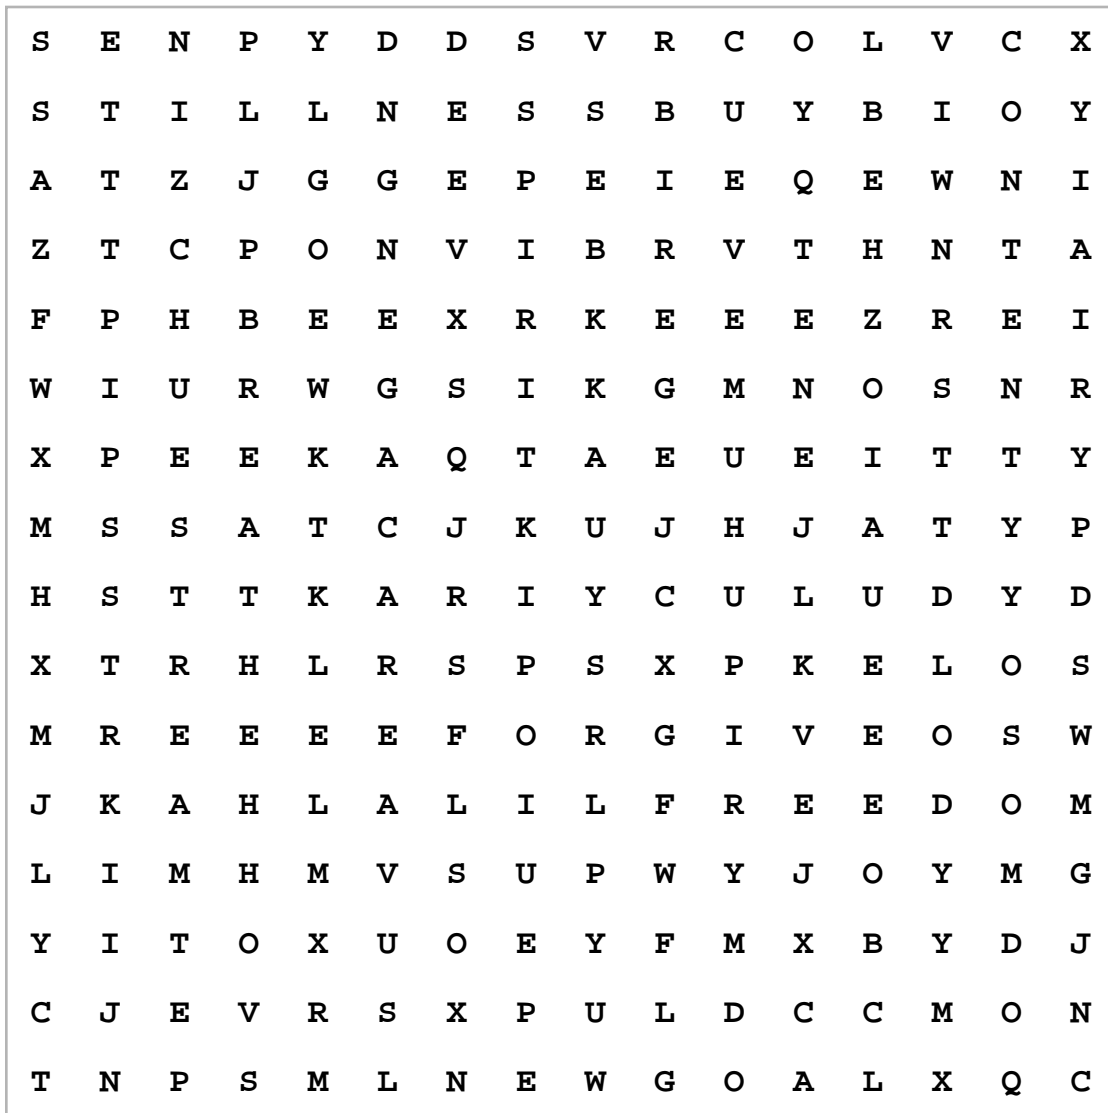 S E N P Y D D S V R C O L V C X
S T I L L N E S S B U Y B I O Y
A T Z J G G E P E I E Q E W N I
Z T C P O N V I B R V T H N T A
F P H B E E X R K E E E Z R E I
W I U R W G S I K G M N O S N R
X P E E K A Q T A E U E I T T Y
M S S A T C J K U J H J A T Y P
H S T T K A R I Y C U L U D Y D
X T R H L R S P S X P K E L O S
M R E E E E F O R G I V E O S W
J K A H L A L I L F R E E D O M
L I M H M V S U P W Y J O Y M G
Y I T O X U O E Y F M X B Y D J
C J E V R S X P U L D C C M O N
T N P S M L N E W G O A L X Q C